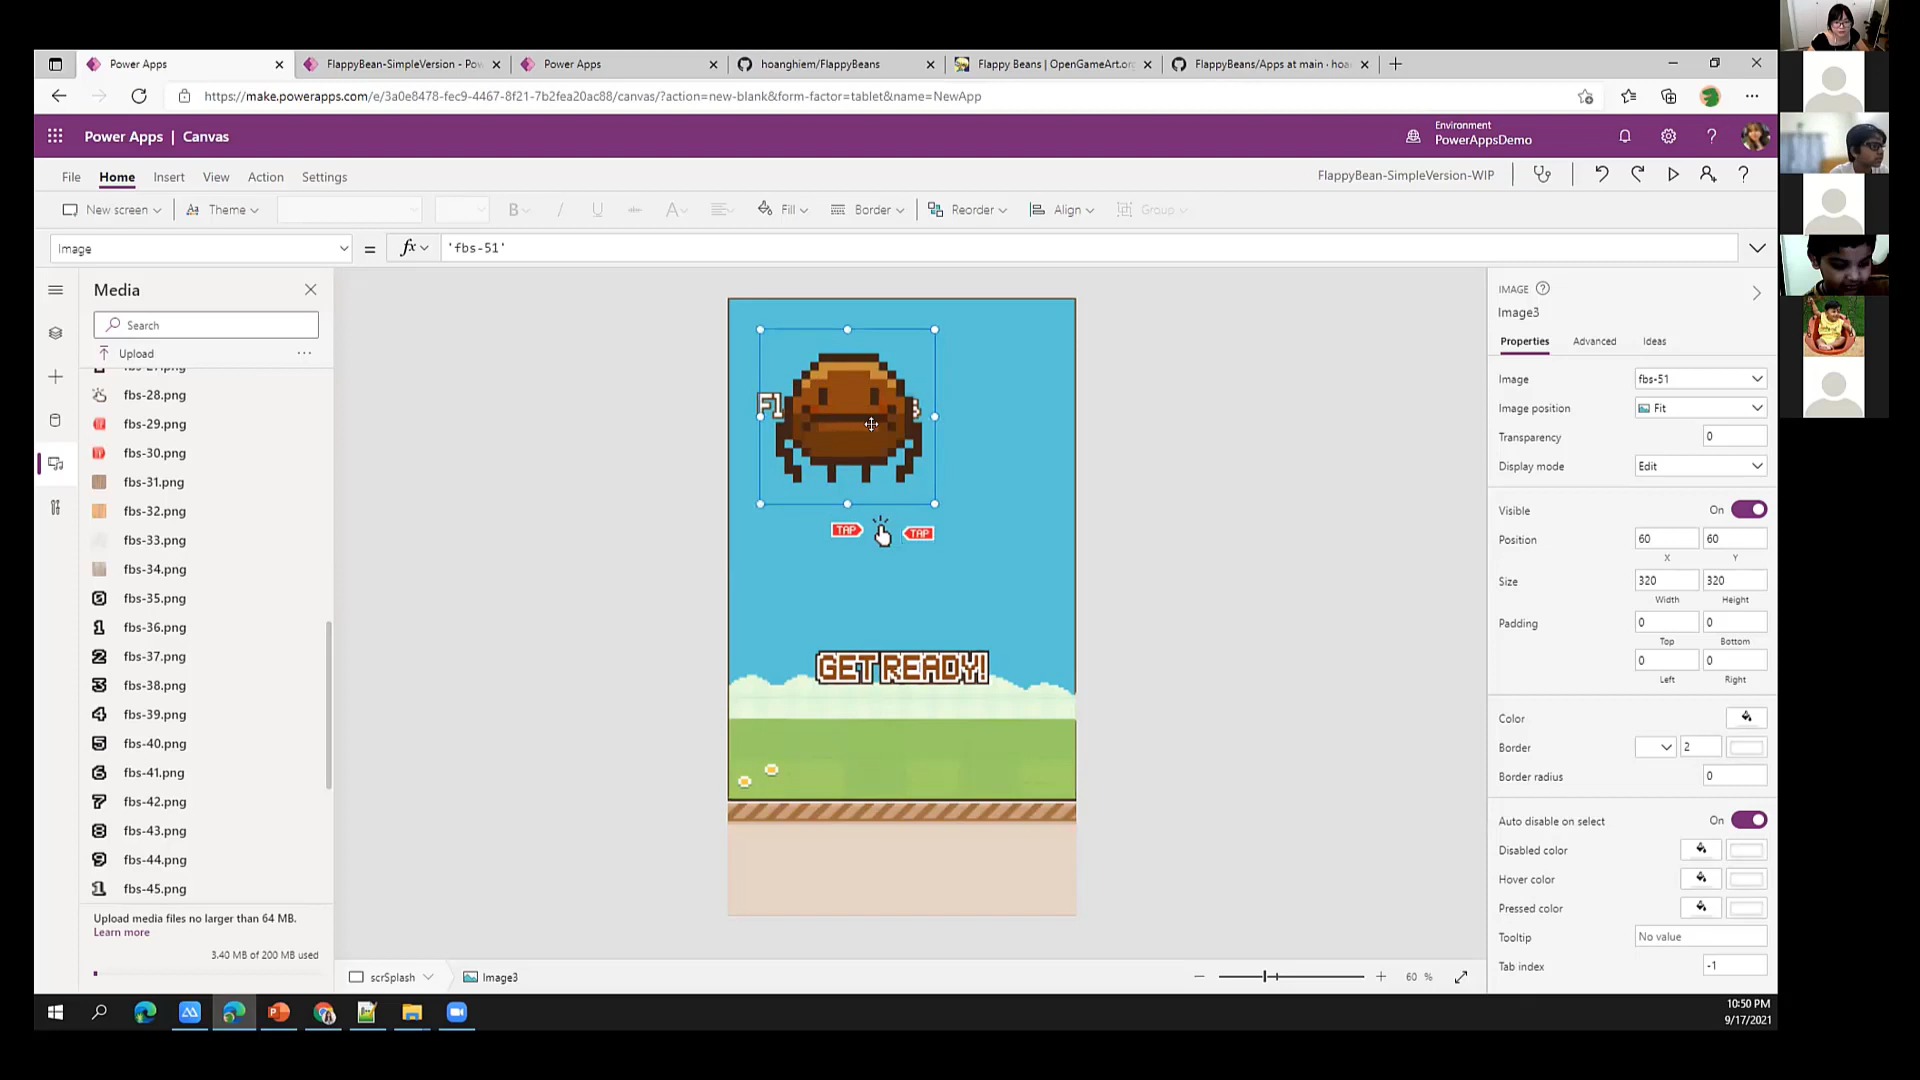 Power Apps
FlappyBean-SimpleVersion - Pow
Power Apps
hoanghiem/FlappyBeans
Flappy Beans | OpenGameArt.org
FlappyBeans/Apps at main · hoa
https://make.powerapps.com/e/3a0e8478-fec9-4467-8f21-7b2fea20ac88/canvas/?action=new-blank&form-factor=tablet&name=NewApp
Power Apps | Canvas
Environment
PowerAppsDemo
File
Home
Insert
View
Action
Settings
FlappyBean-SimpleVersion-WIP
New screen
Theme
Fill
Border
Reorder
Align
Group
Image
=
fx
'fbs-51'
Media
Search
Upload
fbs-28.png
fbs-29.png
fbs-30.png
fbs-31.png
fbs-32.png
fbs-33.png
fbs-34.png
fbs-35.png
fbs-36.png
fbs-37.png
fbs-38.png
fbs-39.png
fbs-40.png
fbs-41.png
fbs-42.png
fbs-43.png
fbs-44.png
fbs-45.png
Upload media files no larger than 64 MB.
Learn more
3.40 MB of 200 MB used
Fl
s
TAP
TAP
GET READY!
scrSplash
Image3
60 %
IMAGE
Image3
Properties
Advanced
Ideas
Image
fbs-51
Image position
Fit
Transparency
0
Display mode
Edit
Visible
On
Position
60
60
X
Y
Size
320
320
Width
Height
Padding
0
0
Top
Bottom
0
0
Left
Right
Color
Border
2
Border radius
0
Auto disable on select
On
Disabled color
Hover color
Pressed color
Tooltip
No value
Tab index
-1
10:50 PM
9/17/2021